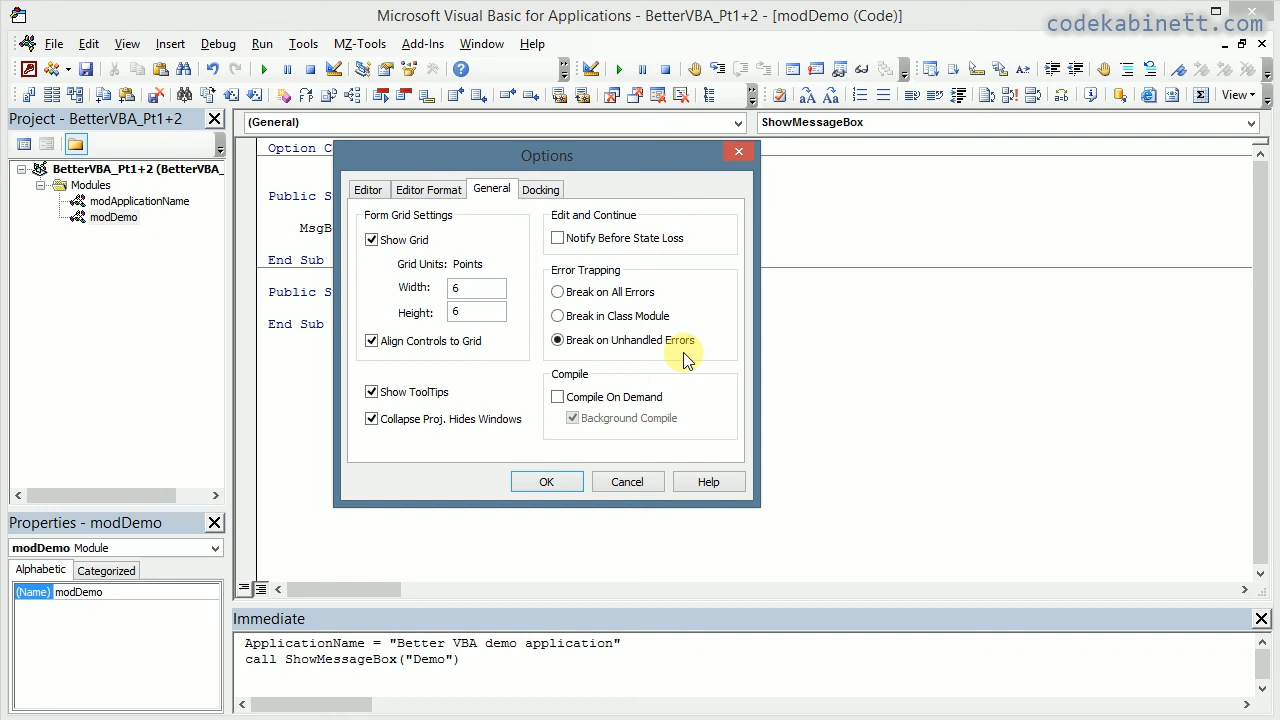 Microsoft Visual Basic for Applications - BetterVBA_Pt1+2 - [modDemo (Code)]
codekabinett.com
File Edit View Insert Debug Run Tools MZ-Tools Add-Ins Window Help
View
Project - BetterVBA_Pt1+2
(General) ShowMessageBox
BetterVBA_Pt1+2 (BetterVBA_
Modules
modApplicationName
modDemo
Option C
Public S
MsgB
End Sub
Public S
End Sub
Options
Editor Editor Format General Docking
Form Grid Settings
Show Grid
Grid Units: Points
Width: 6
Height: 6
Align Controls to Grid
Show ToolTips
Collapse Proj. Hides Windows
Edit and Continue
Notify Before State Loss
Error Trapping
Break on All Errors
Break in Class Module
Break on Unhandled Errors
Compile
Compile On Demand
Background Compile
OK Cancel Help
Properties - modDemo
modDemo Module
Alphabetic Categorized
(Name) modDemo
Immediate
ApplicationName = "Better VBA demo application"
call ShowMessageBox("Demo")